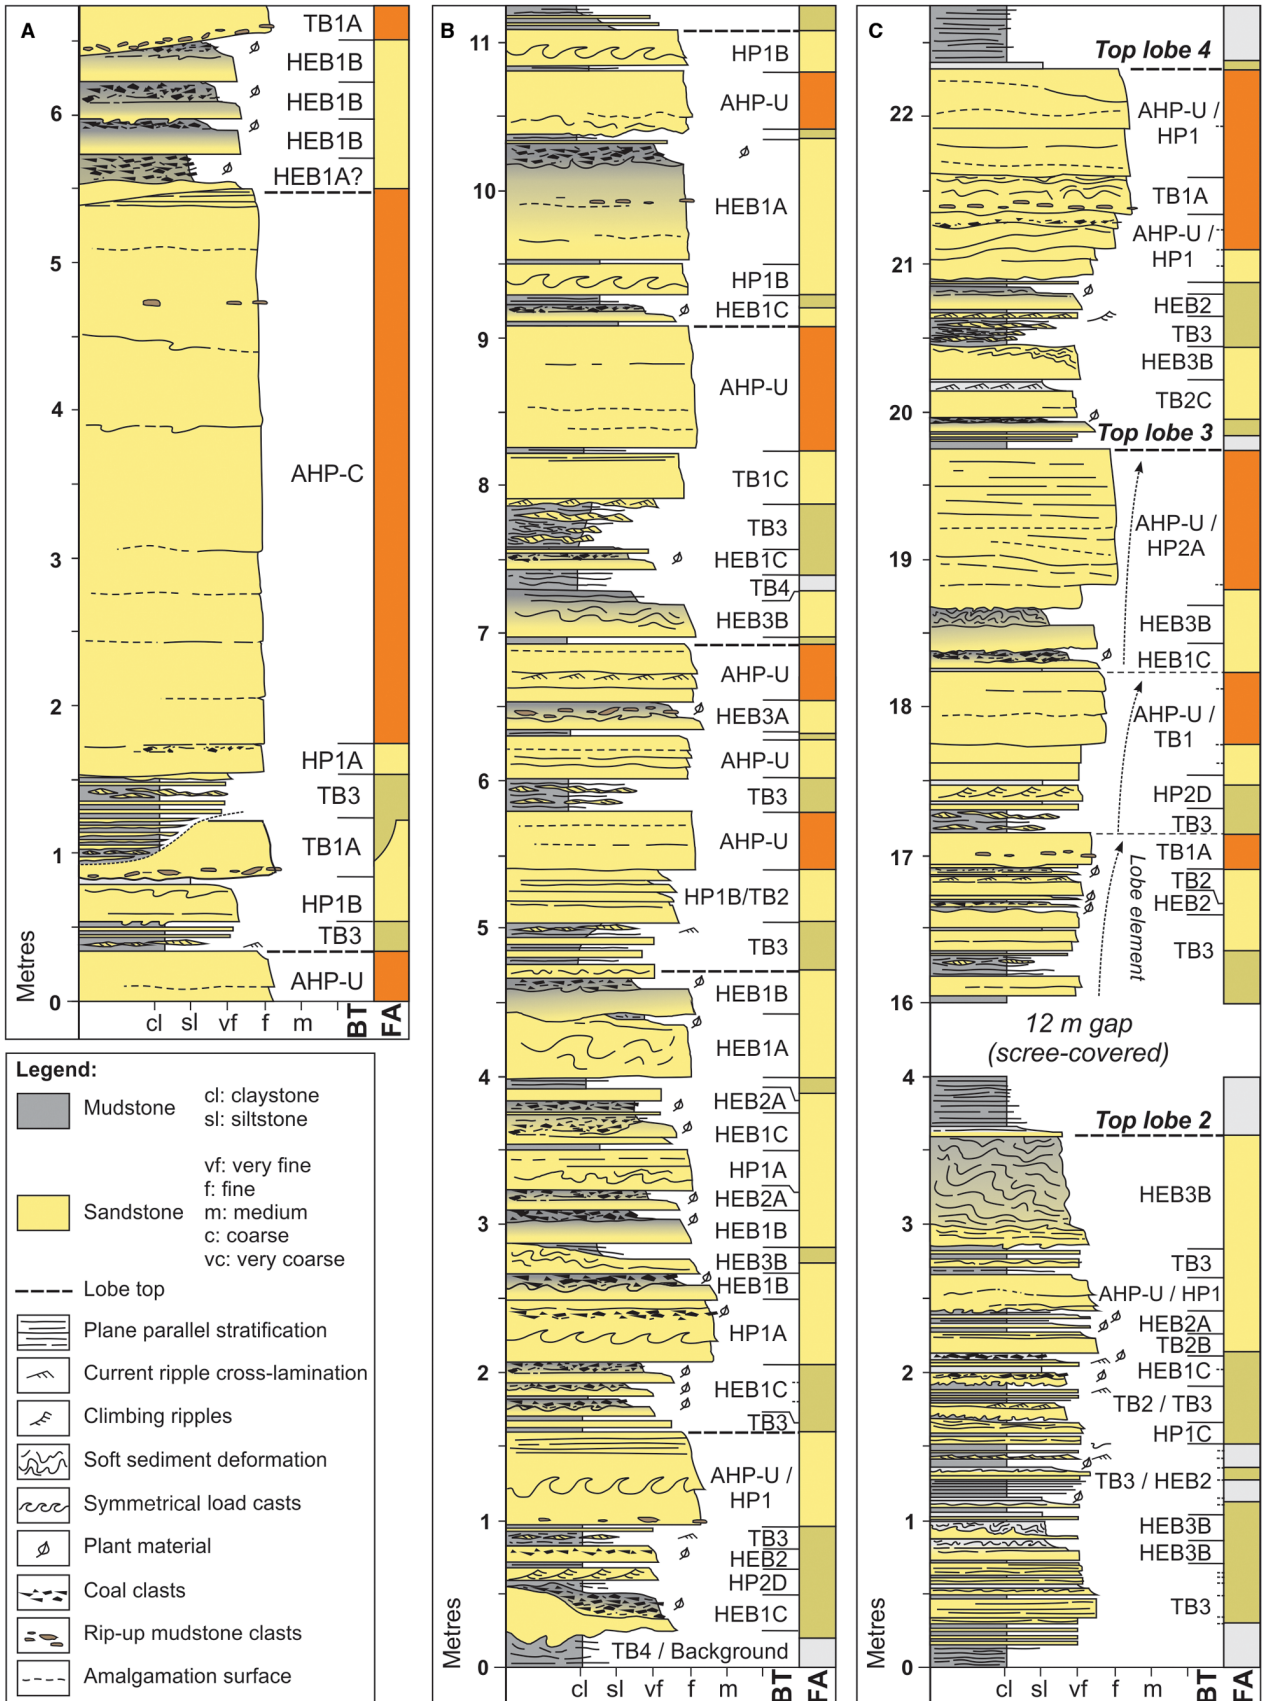 A
TB1A
HEB1B
HEB1B
HEB1B
HEB1A?
AHP-C
HP1A
TB3
TB1A
HP1B
TB3
AHP-U
6
5
4
3
2
1
0
Metres
cl sl vf f m BT FA
Legend:
Mudstone
cl: claystone
sl: siltstone
Sandstone
vf: very fine
f: fine
m: medium
c: coarse
vc: very coarse
Lobe top
Plane parallel stratification
Current ripple cross-lamination
Climbing ripples
Soft sediment deformation
Symmetrical load casts
Plant material
Coal clasts
Rip-up mudstone clasts
Amalgamation surface
B
HP1B
AHP-U
HEB1A
HP1B
HEB1C
AHP-U
TB1C
TB3
HEB1C
TB4
HEB3B
AHP-U
HEB3A
AHP-U
TB3
AHP-U
HP1B/TB2
TB3
HEB1B
HEB1A
HEB2A
HEB1C
HP1A
HEB2A
HEB1B
HEB3B
HEB1B
HP1A
HEB1C
TB3
AHP-U /
HP1
TB3
HEB2
HP2D
HEB1C
TB4 / Background
11
10
9
8
7
6
5
4
3
2
1
0
Metres
cl sl vf f m BT FA
C
Top lobe 4
AHP-U /
HP1
TB1A
AHP-U /
HP1
HEB2
TB3
HEB3B
TB2C
Top lobe 3
AHP-U /
HP2A
HEB3B
HEB1C
AHP-U /
TB1
HP2D
TB3
TB1A
TB2
HEB2
TB3
Lobe element
22
21
20
19
18
17
16
12 m gap
(scree-covered)
Top lobe 2
HEB3B
TB3
AHP-U / HP1
HEB2A
TB2B
HEB1C
TB2 / TB3
HP1C
TB3 / HEB2
HEB3B
HEB3B
TB3
4
3
2
1
0
Metres
cl sl vf f m BT FA